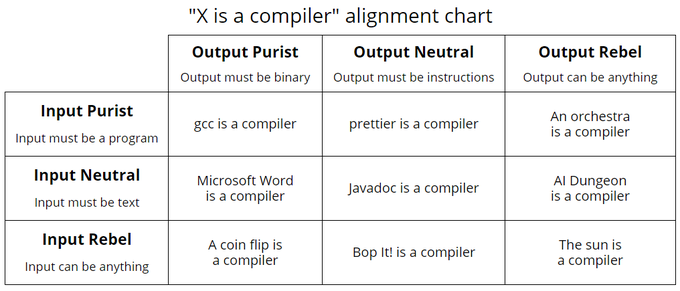 "X is a compiler" alignment chart
Output Purist
Output must be binary
Output Neutral
Output must be instructions
Output Rebel
Output can be anything
Input Purist
Input must be a program
gcc is a compiler
prettier is a compiler
An orchestra
is a compiler
Input Neutral
Input must be text
Microsoft Word
is a compiler
Javadoc is a compiler
AI Dungeon
is a compiler
Input Rebel
Input can be anything
A coin flip is
a compiler
Bop It! is a compiler
The sun is
a compiler